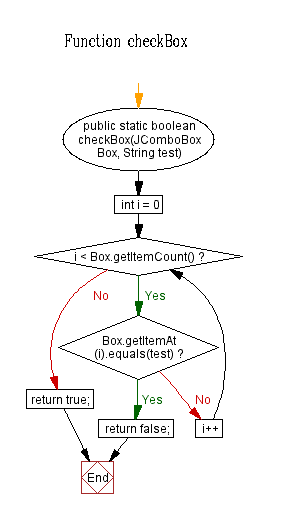 Function checkBox
public static boolean
checkBox(JComboBox
Box, String test)
int i = 0
i < Box.getItemCount() ?
No
Yes
Box.getItemAt
(i).equals(test) ?
return true;
Yes
No
return false;
i++
End